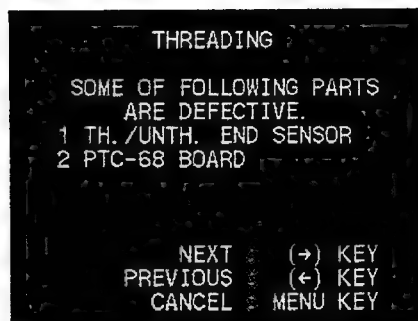 THREADING
SOME OF FOLLOWING PARTS
ARE DEFECTIVE.
1 TH./UNTH. END SENSOR
2 PTC-68 BOARD
NEXT : (→) KEY
PREVIOUS : (←) KEY
CANCEL : MENU KEY